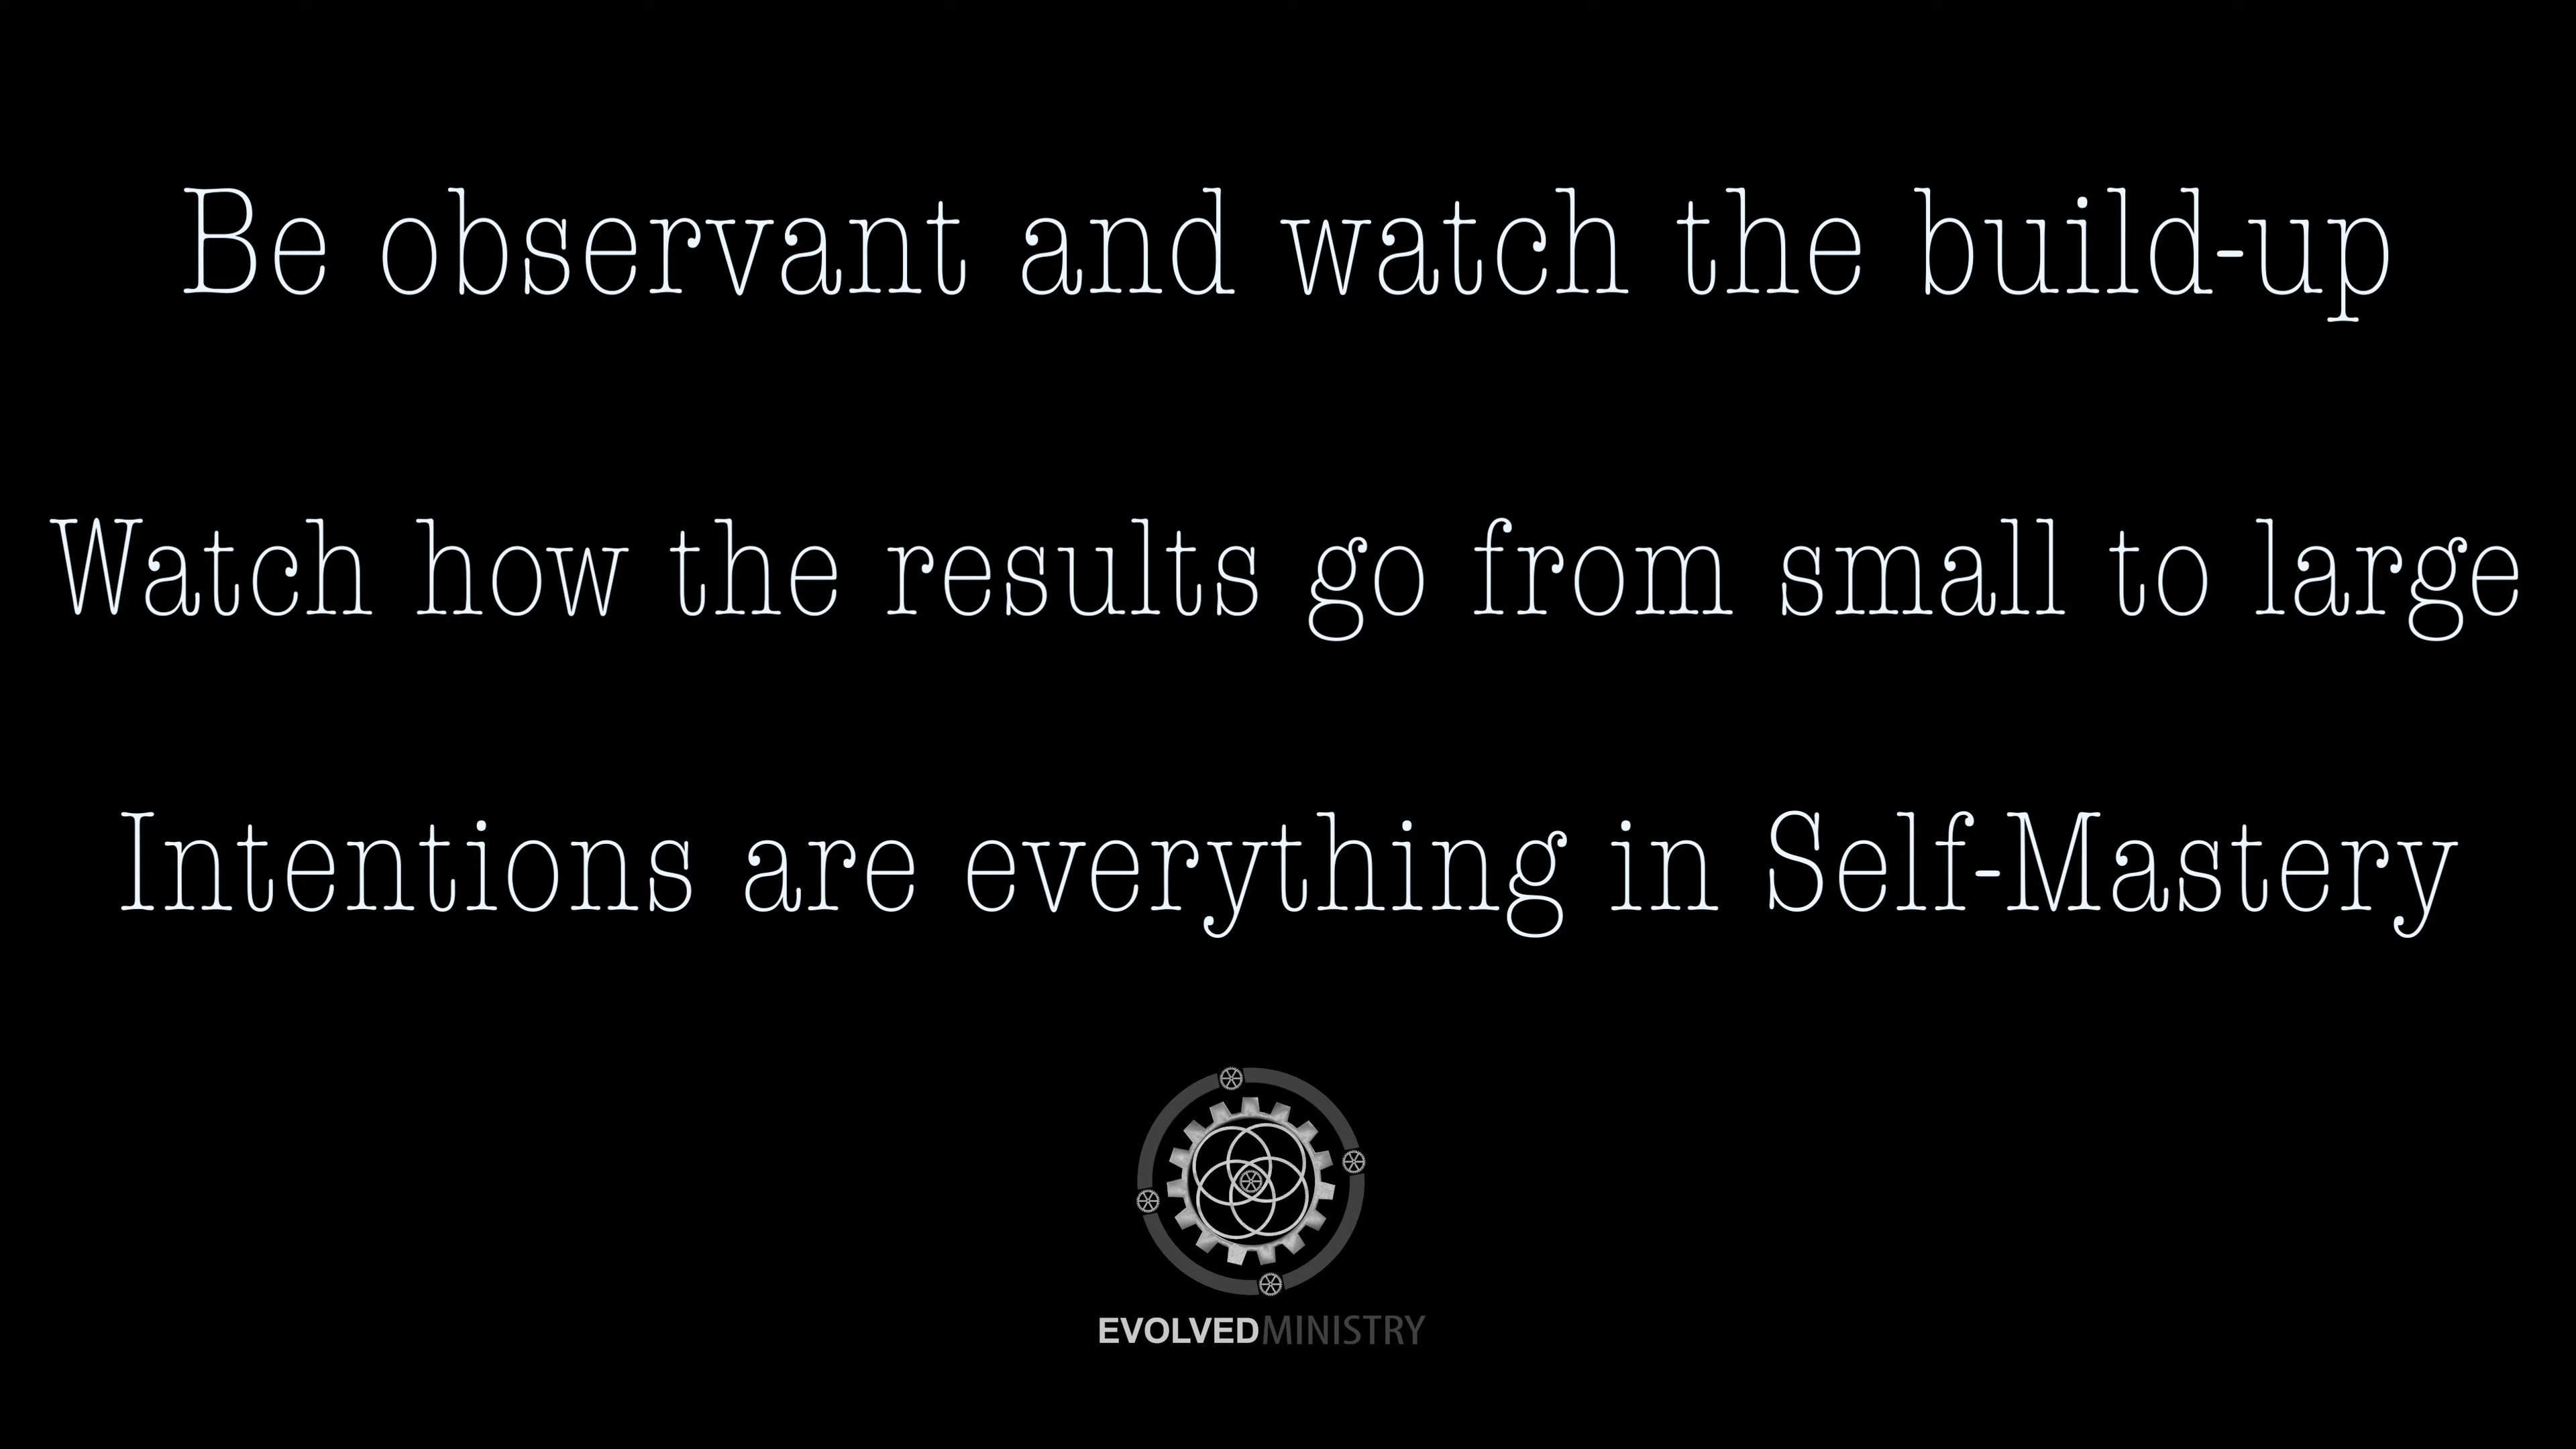 Be observant and watch the build-up
Watch how the results go from small to large
Intentions are everything in Self-Mastery
EVOLVEDMINISTRY